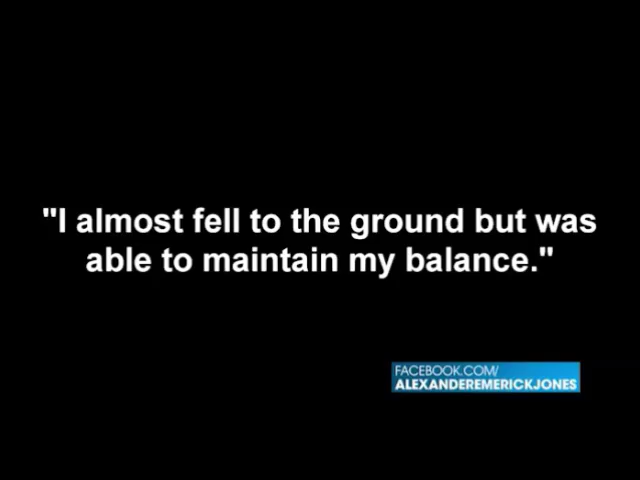 "I almost fell to the ground but was
able to maintain my balance."
FACEBOOK.COM/
ALEXANDEREMERICKJONES